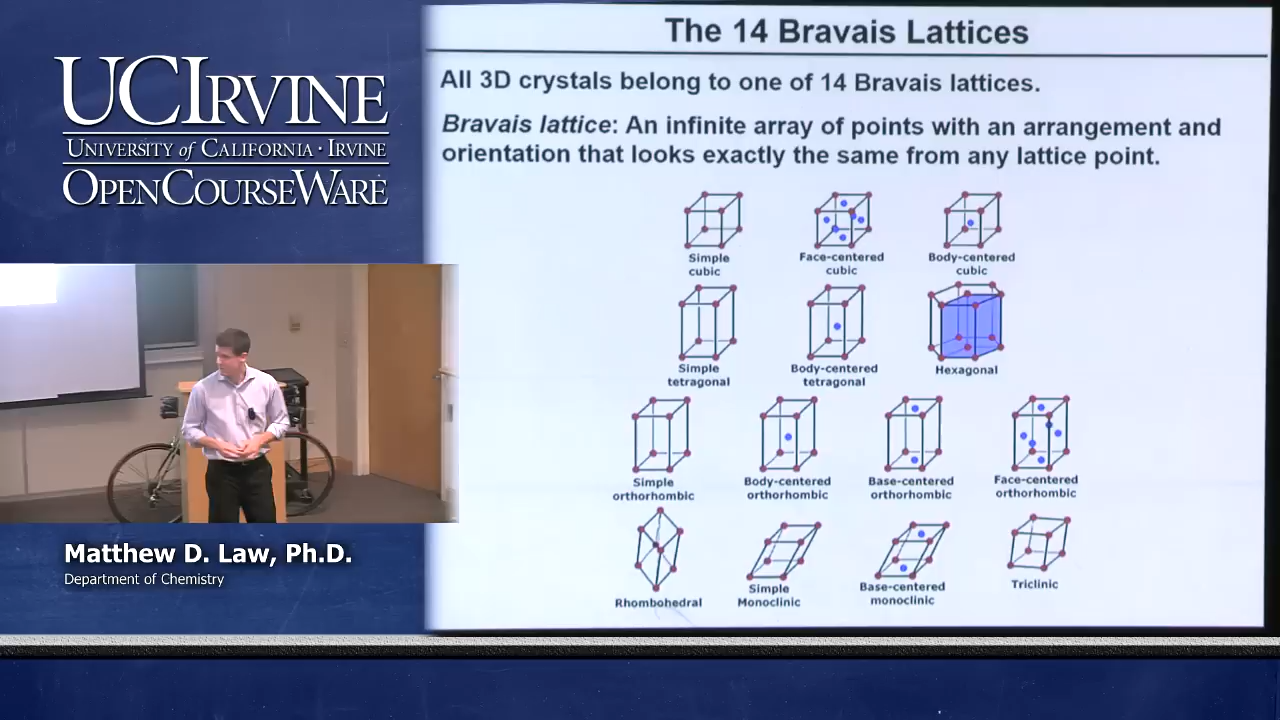 UCIRVINE
UNIVERSITY of CALIFORNIA · IRVINE
OPENCOURSEWARE
Matthew D. Law, Ph.D.
Department of Chemistry
The 14 Bravais Lattices
All 3D crystals belong to one of 14 Bravais lattices.
Bravais lattice: An infinite array of points with an arrangement and
orientation that looks exactly the same from any lattice point.
Simple
cubic
Face-centered
cubic
Body-centered
cubic
Simple
tetragonal
Body-centered
tetragonal
Hexagonal
Simple
orthorhombic
Body-centered
orthorhombic
Base-centered
orthorhombic
Face-centered
orthorhombic
Rhombohedral
Simple
Monoclinic
Base-centered
monoclinic
Triclinic